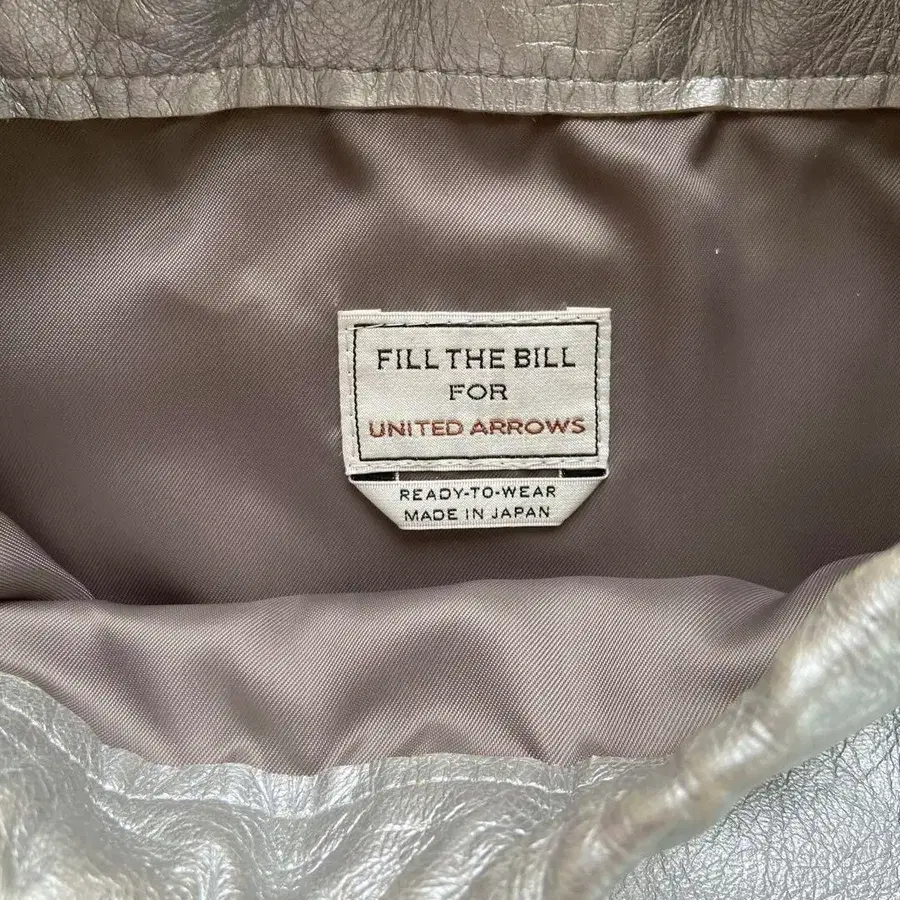 FILL THE BILL
FOR
UNITED ARROWS
READY-TO-WEAR
MADE IN JAPAN